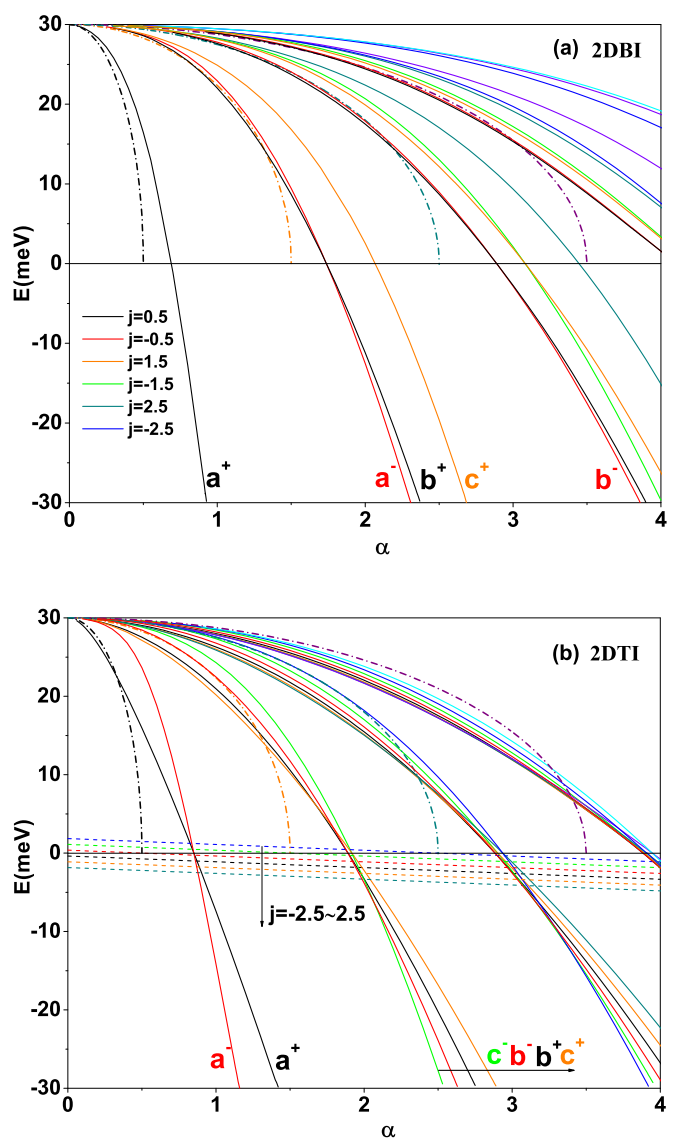 (a) 2DBI
30
20
10
0
-10
-20
-30
E(meV)
j=0.5
j=-0.5
j=1.5
j=-1.5
j=2.5
j=-2.5
a+ a- b+ c+ b-
0 1 2 3 4
α
(b) 2DTI
30
20
10
0
-10
-20
-30
E(meV)
j=-2.5~2.5
a- a+ c- b- b+ c+
0 1 2 3 4
α